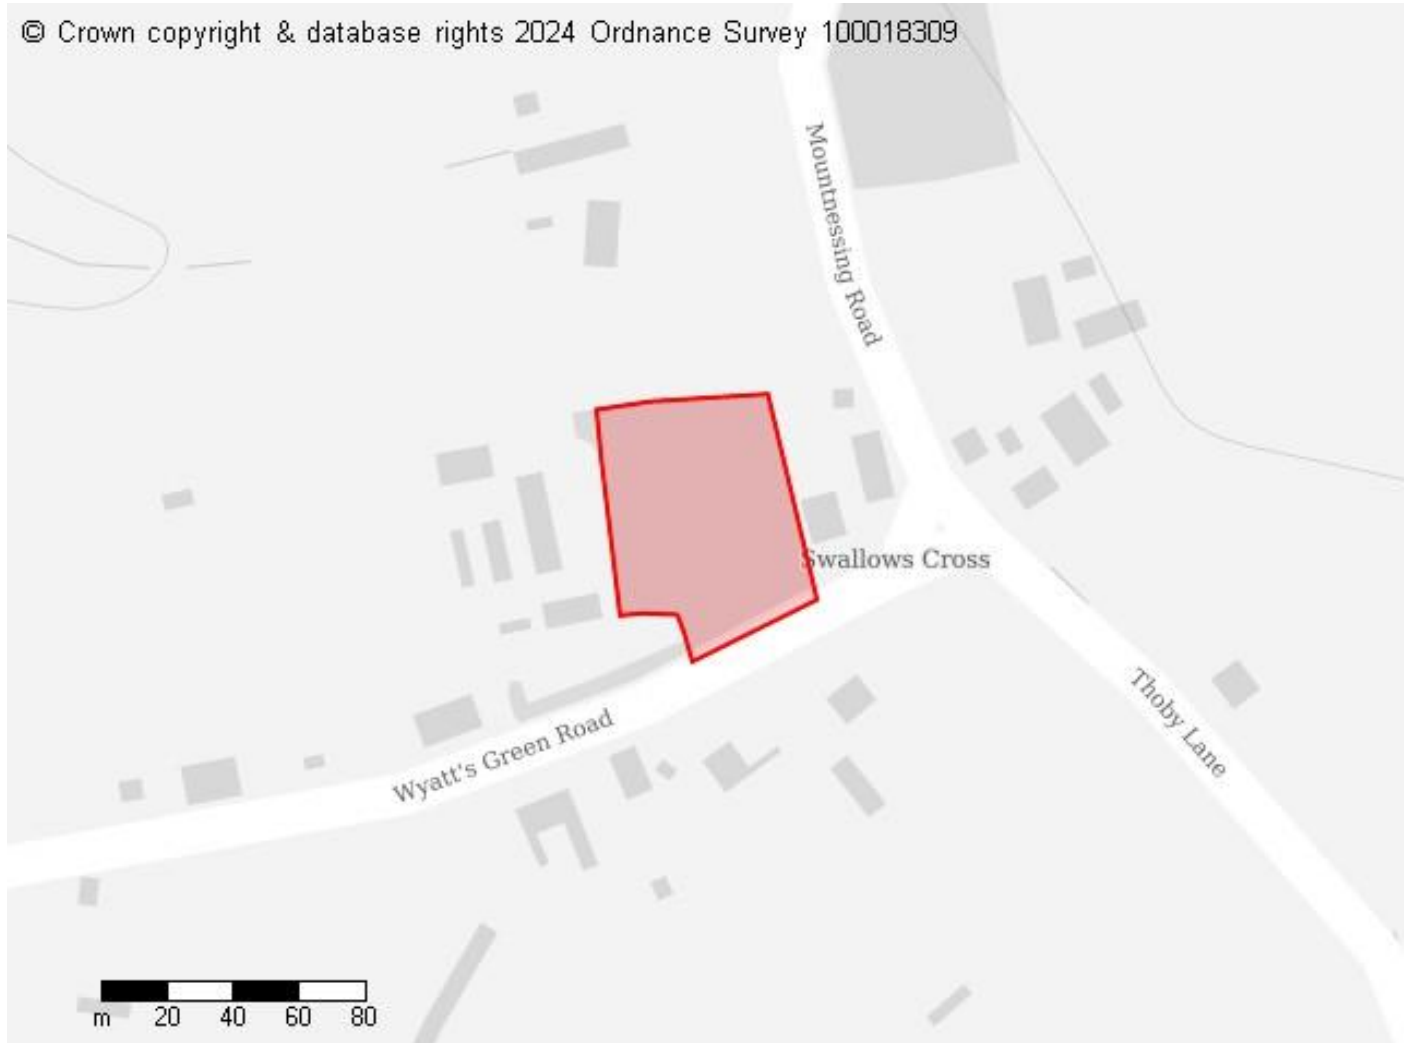 © Crown copyright & database rights 2024 Ordnance Survey 100018309
Mountnessing Road
Swallows Cross
Thoby Lane
Wyatt's Green Road
m 20 40 60 80